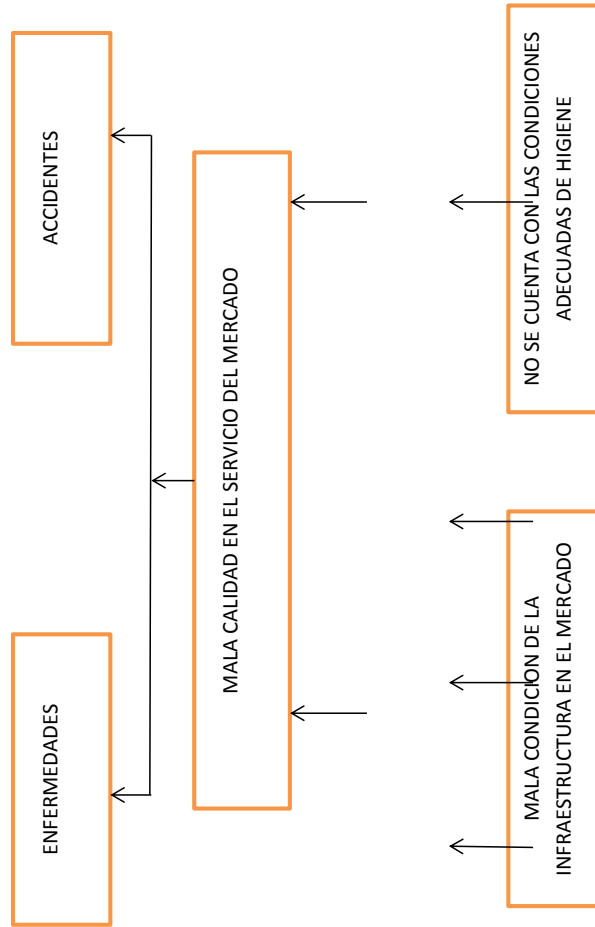 ENFERMEDADES
ACCIDENTES
MALA CALIDAD EN EL SERVICIO DEL MERCADO
MALA CONDICION DE LA
INFRAESTRUCTURA EN EL MERCADO
NO SE CUENTA CON LAS CONDICIONES
ADECUADAS DE HIGIENE